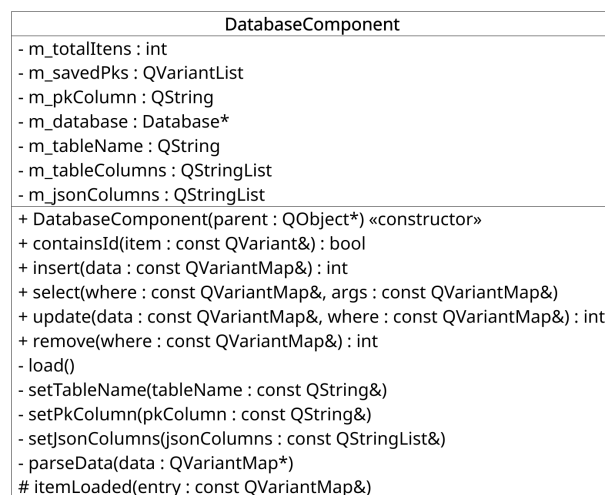 DatabaseComponent
- m_totalItens : int
- m_savedPks : QVariantList
- m_pkColumn : QString
- m_database : Database*
- m_tableName : QString
- m_tableColumns : QStringList
- m_jsonColumns : QStringList
+ DatabaseComponent(parent : QObject*) «constructor»
+ containsId(item : const QVariant&) : bool
+ insert(data : const QVariantMap&) : int
+ select(where : const QVariantMap&, args : const QVariantMap&)
+ update(data : const QVariantMap&, where : const QVariantMap&) : int
+ remove(where : const QVariantMap&) : int
- load()
- setTableName(tableName : const QString&)
- setPkColumn(pkColumn : const QString&)
- setJsonColumns(jsonColumns : const QStringList&)
- parseData(data : QVariantMap*)
# itemLoaded(entry : const QVariantMap&)